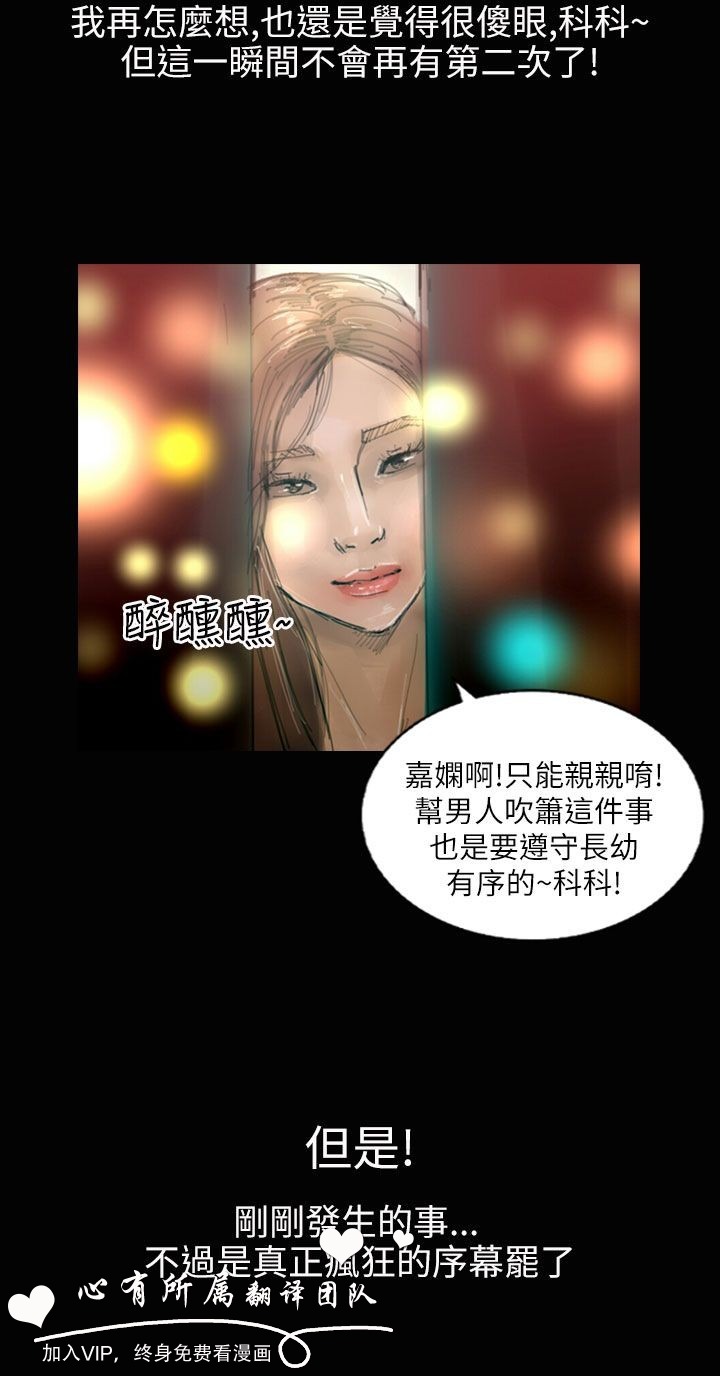 我再怎麼想,也還是覺得很傻眼,科科~
但這一瞬間不會再有第二次了!
醉醺醺~
嘉嫻啊!只能親親唷!
幫男人吹簫這件事
也是要遵守長幼
有序的~科科!
但是!
剛剛發生的事...
不過是真正瘋狂的序幕罷了
心有所属翻译团队
加入VIP，终身免费看漫画